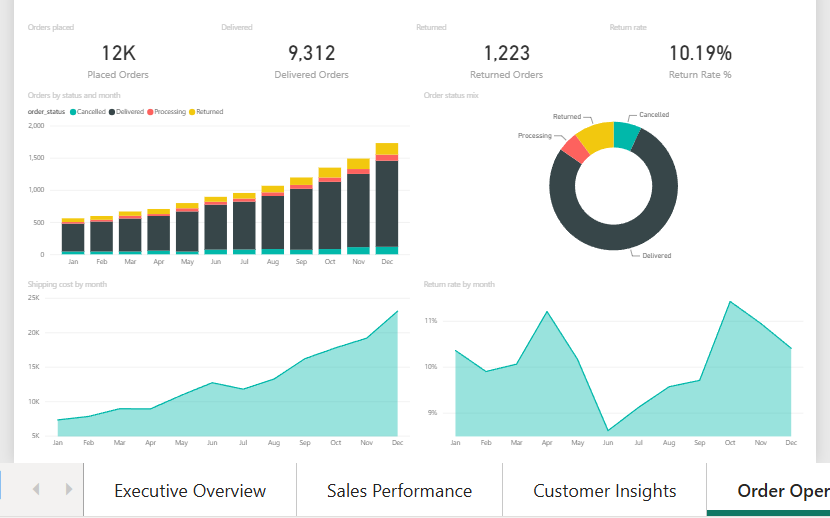 Orders placed Delivered Returned Return rate
12K 9,312 1,223 10.19%
Placed Orders Delivered Orders Returned Orders Return Rate %
Orders by status and month
order_status Cancelled Delivered Processing Returned
2,000
1,500
1,000
500
0
Jan Feb Mar Apr May Jun Jul Aug Sep Oct Nov Dec
Order status mix
Returned Cancelled
Processing
Delivered
Shipping cost by month
25K
20K
15K
10K
5K
Jan Feb Mar Apr May Jun Jul Aug Sep Oct Nov Dec
Return rate by month
11%
10%
9%
Jan Feb Mar Apr May Jun Jul Aug Sep Oct Nov Dec
Executive Overview Sales Performance Customer Insights Order Oper